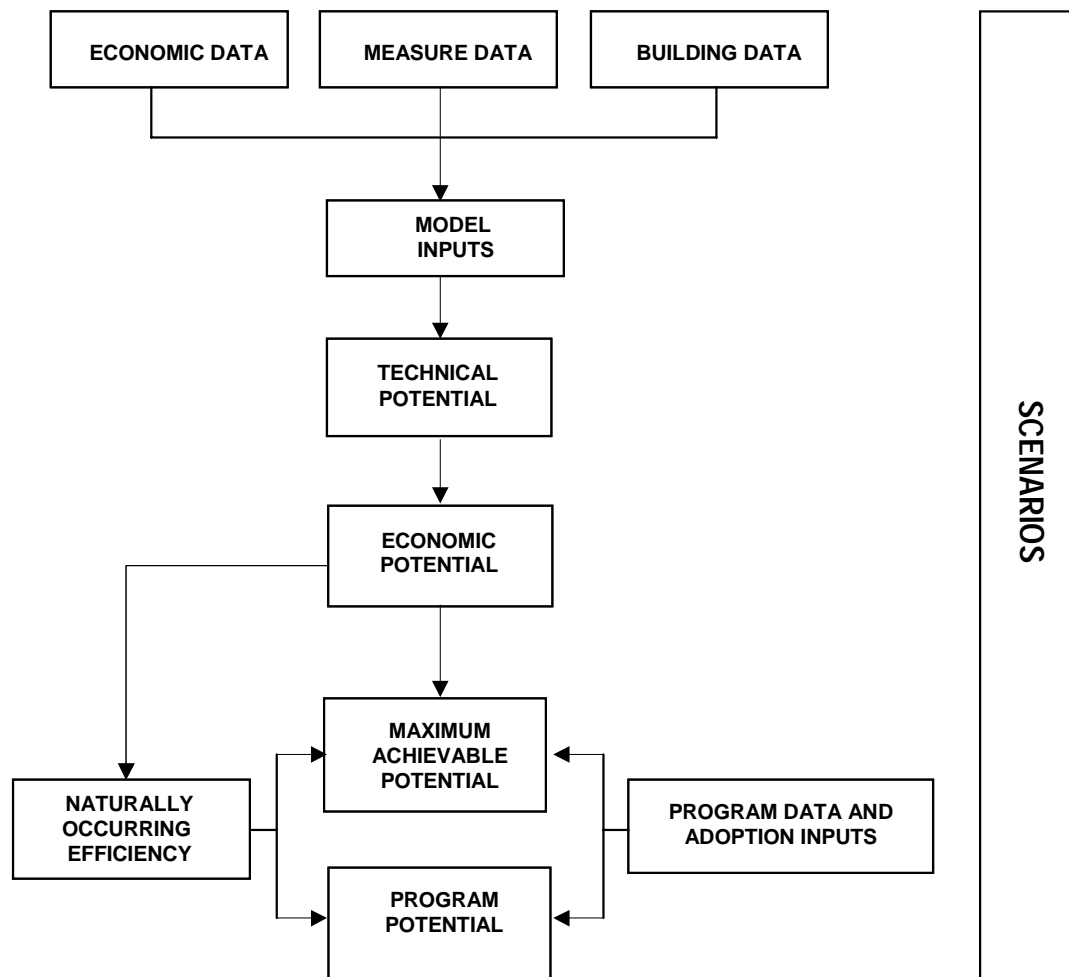 ECONOMIC DATA
MEASURE DATA
BUILDING DATA
MODEL
INPUTS
TECHNICAL
POTENTIAL
ECONOMIC
POTENTIAL
MAXIMUM
ACHIEVABLE
POTENTIAL
NATURALLY
OCCURRING
EFFICIENCY
PROGRAM DATA AND
ADOPTION INPUTS
PROGRAM
POTENTIAL
SCENARIOS